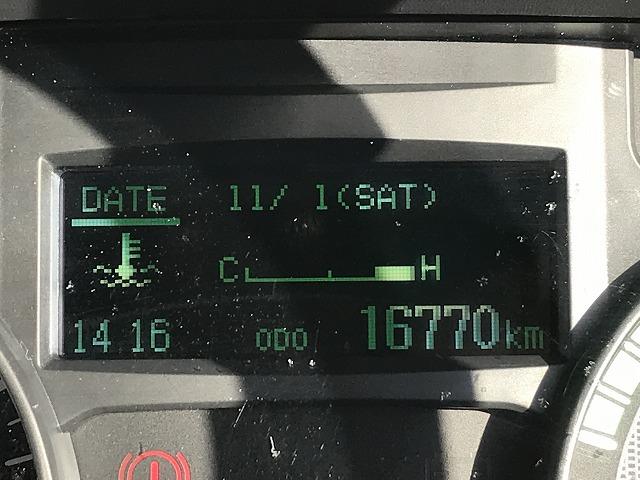 DATE 11/ 1(SAT)
C H
14 16 ODO 16770km